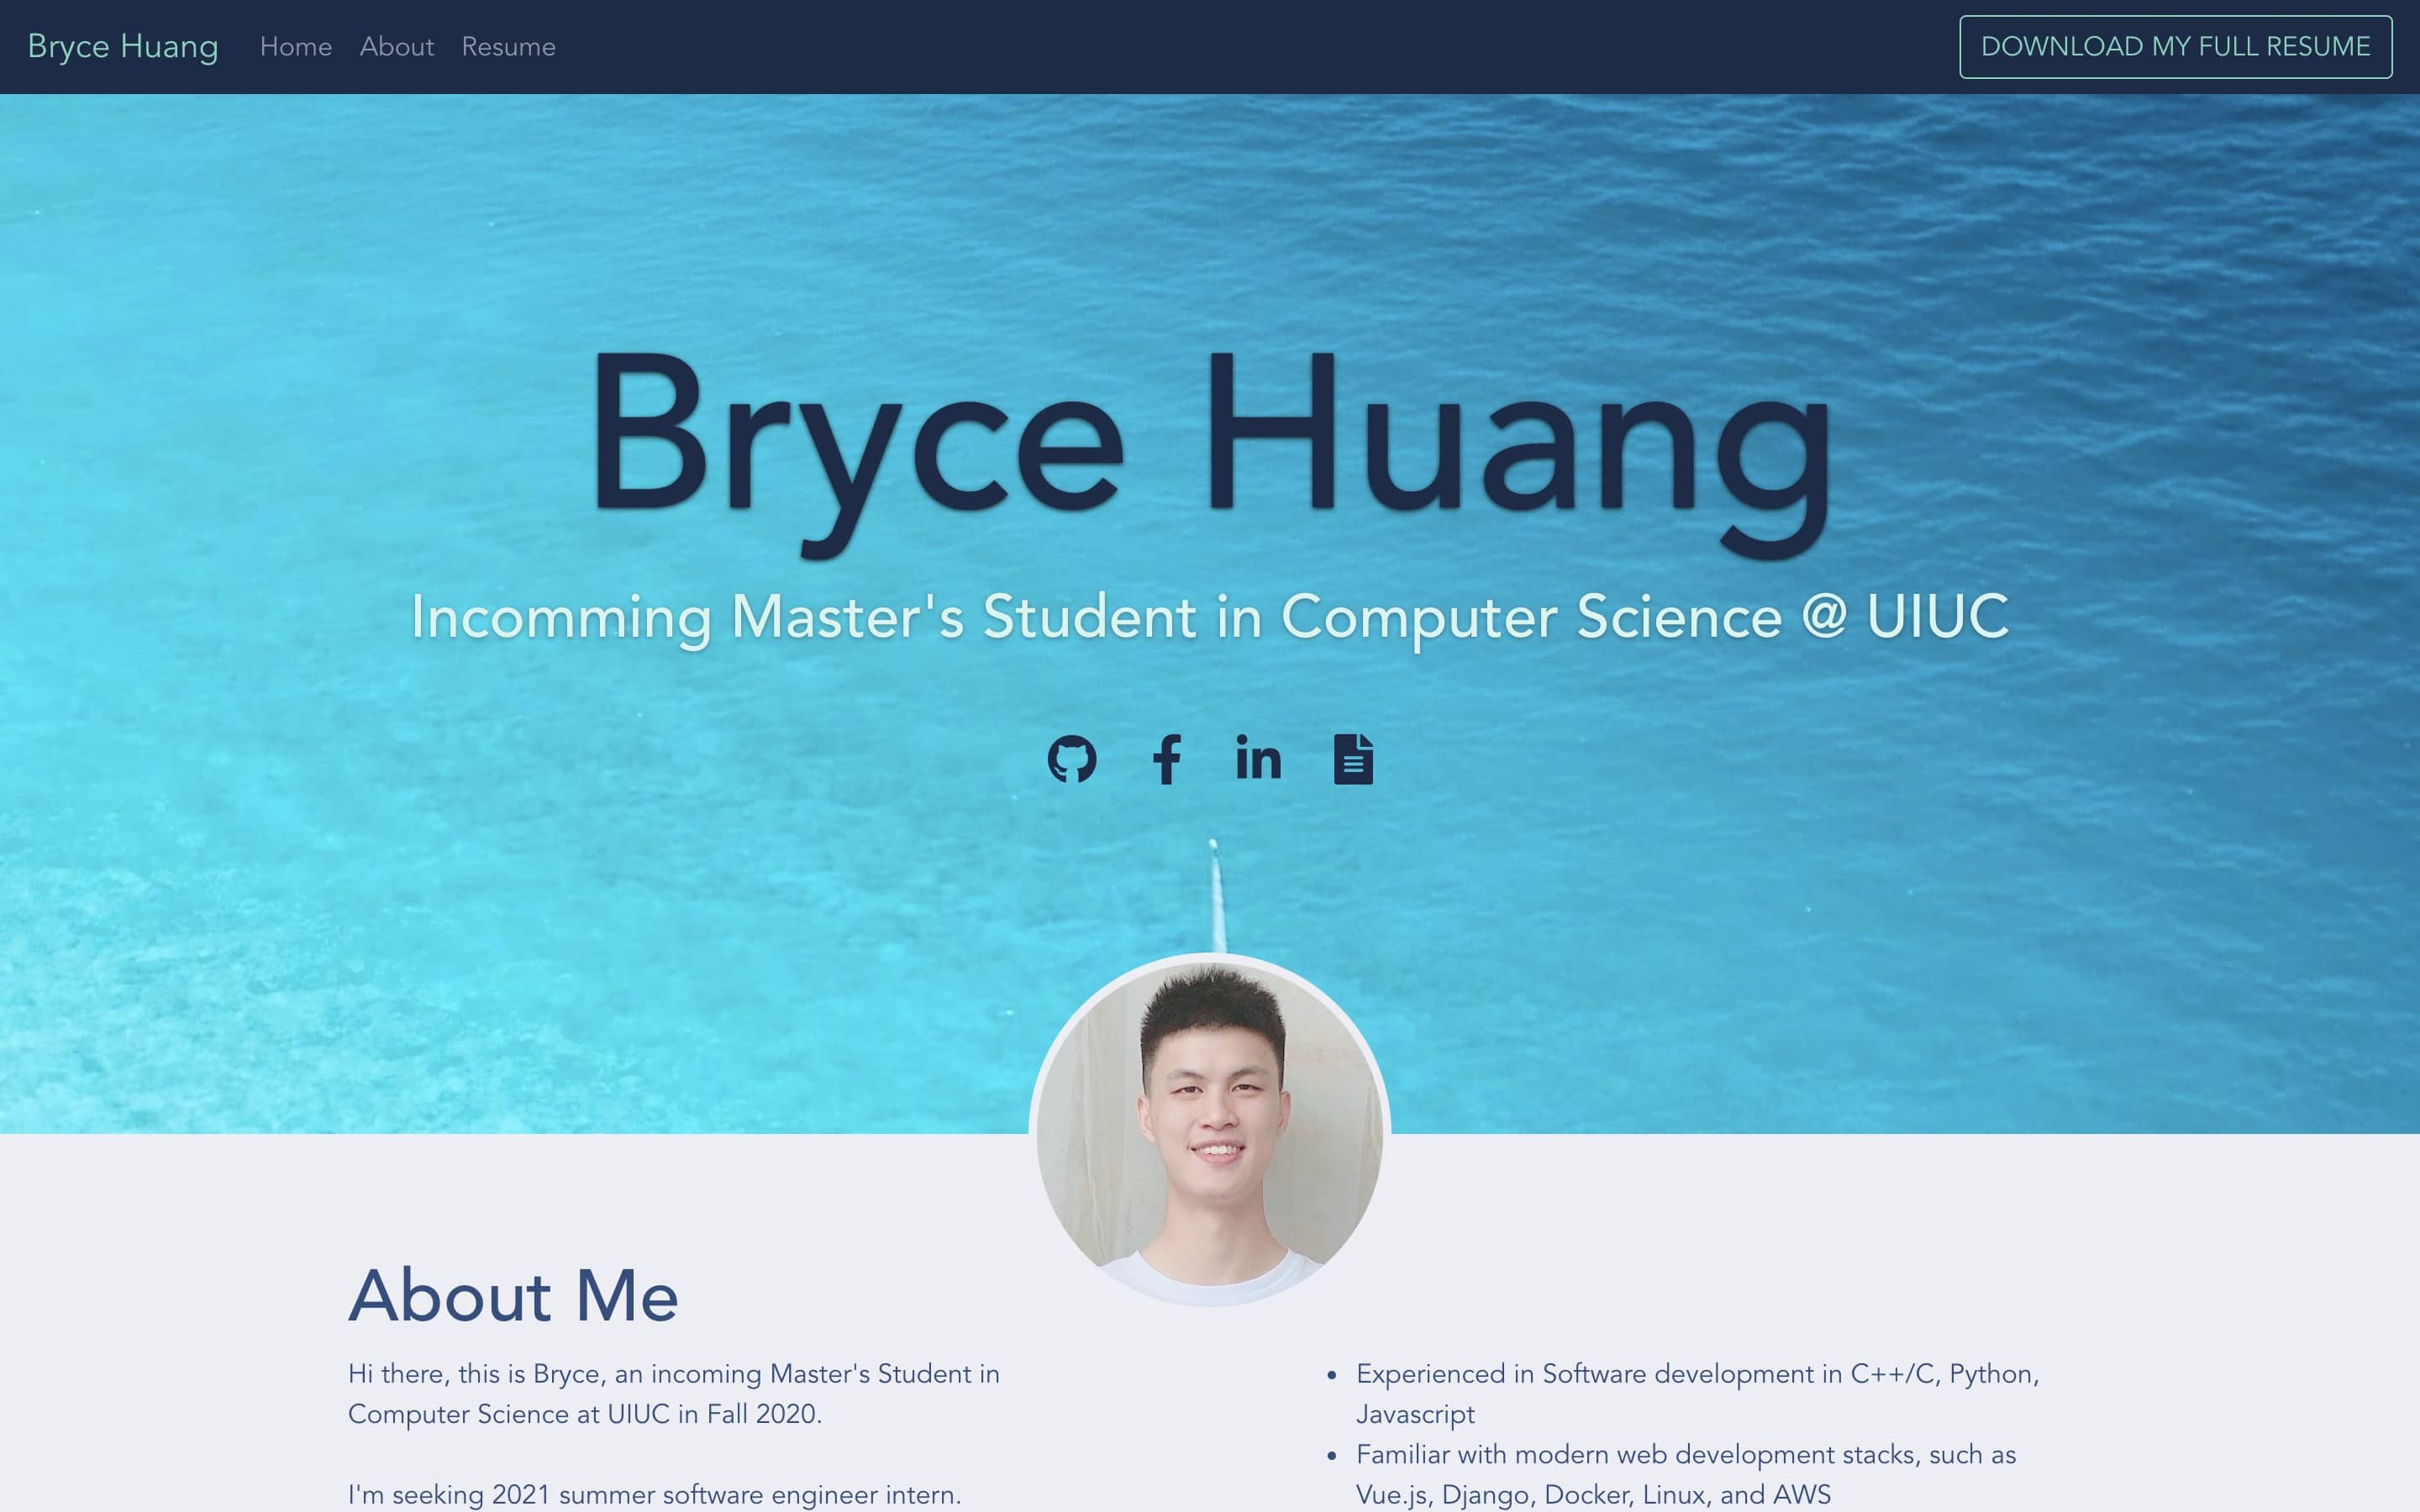 Bryce Huang Home About Resume DOWNLOAD MY FULL RESUME
Bryce Huang
Incomming Master's Student in Computer Science @ UIUC
About Me
Hi there, this is Bryce, an incoming Master's Student in
Computer Science at UIUC in Fall 2020.
I'm seeking 2021 summer software engineer intern.
• Experienced in Software development in C++/C, Python,
Javascript
• Familiar with modern web development stacks, such as
Vue.js, Django, Docker, Linux, and AWS